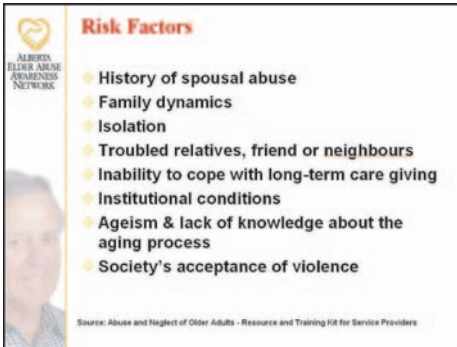 Risk Factors
ALBERTA
ELDER ABUSE
AWARENESS
NETWORK
History of spousal abuse
Family dynamics
Isolation
Troubled relatives, friend or neighbours
Inability to cope with long-term care giving
Institutional conditions
Ageism & lack of knowledge about the
aging process
Society's acceptance of violence
Source: Abuse and Neglect of Older Adults - Resource and Training Kit for Service Providers